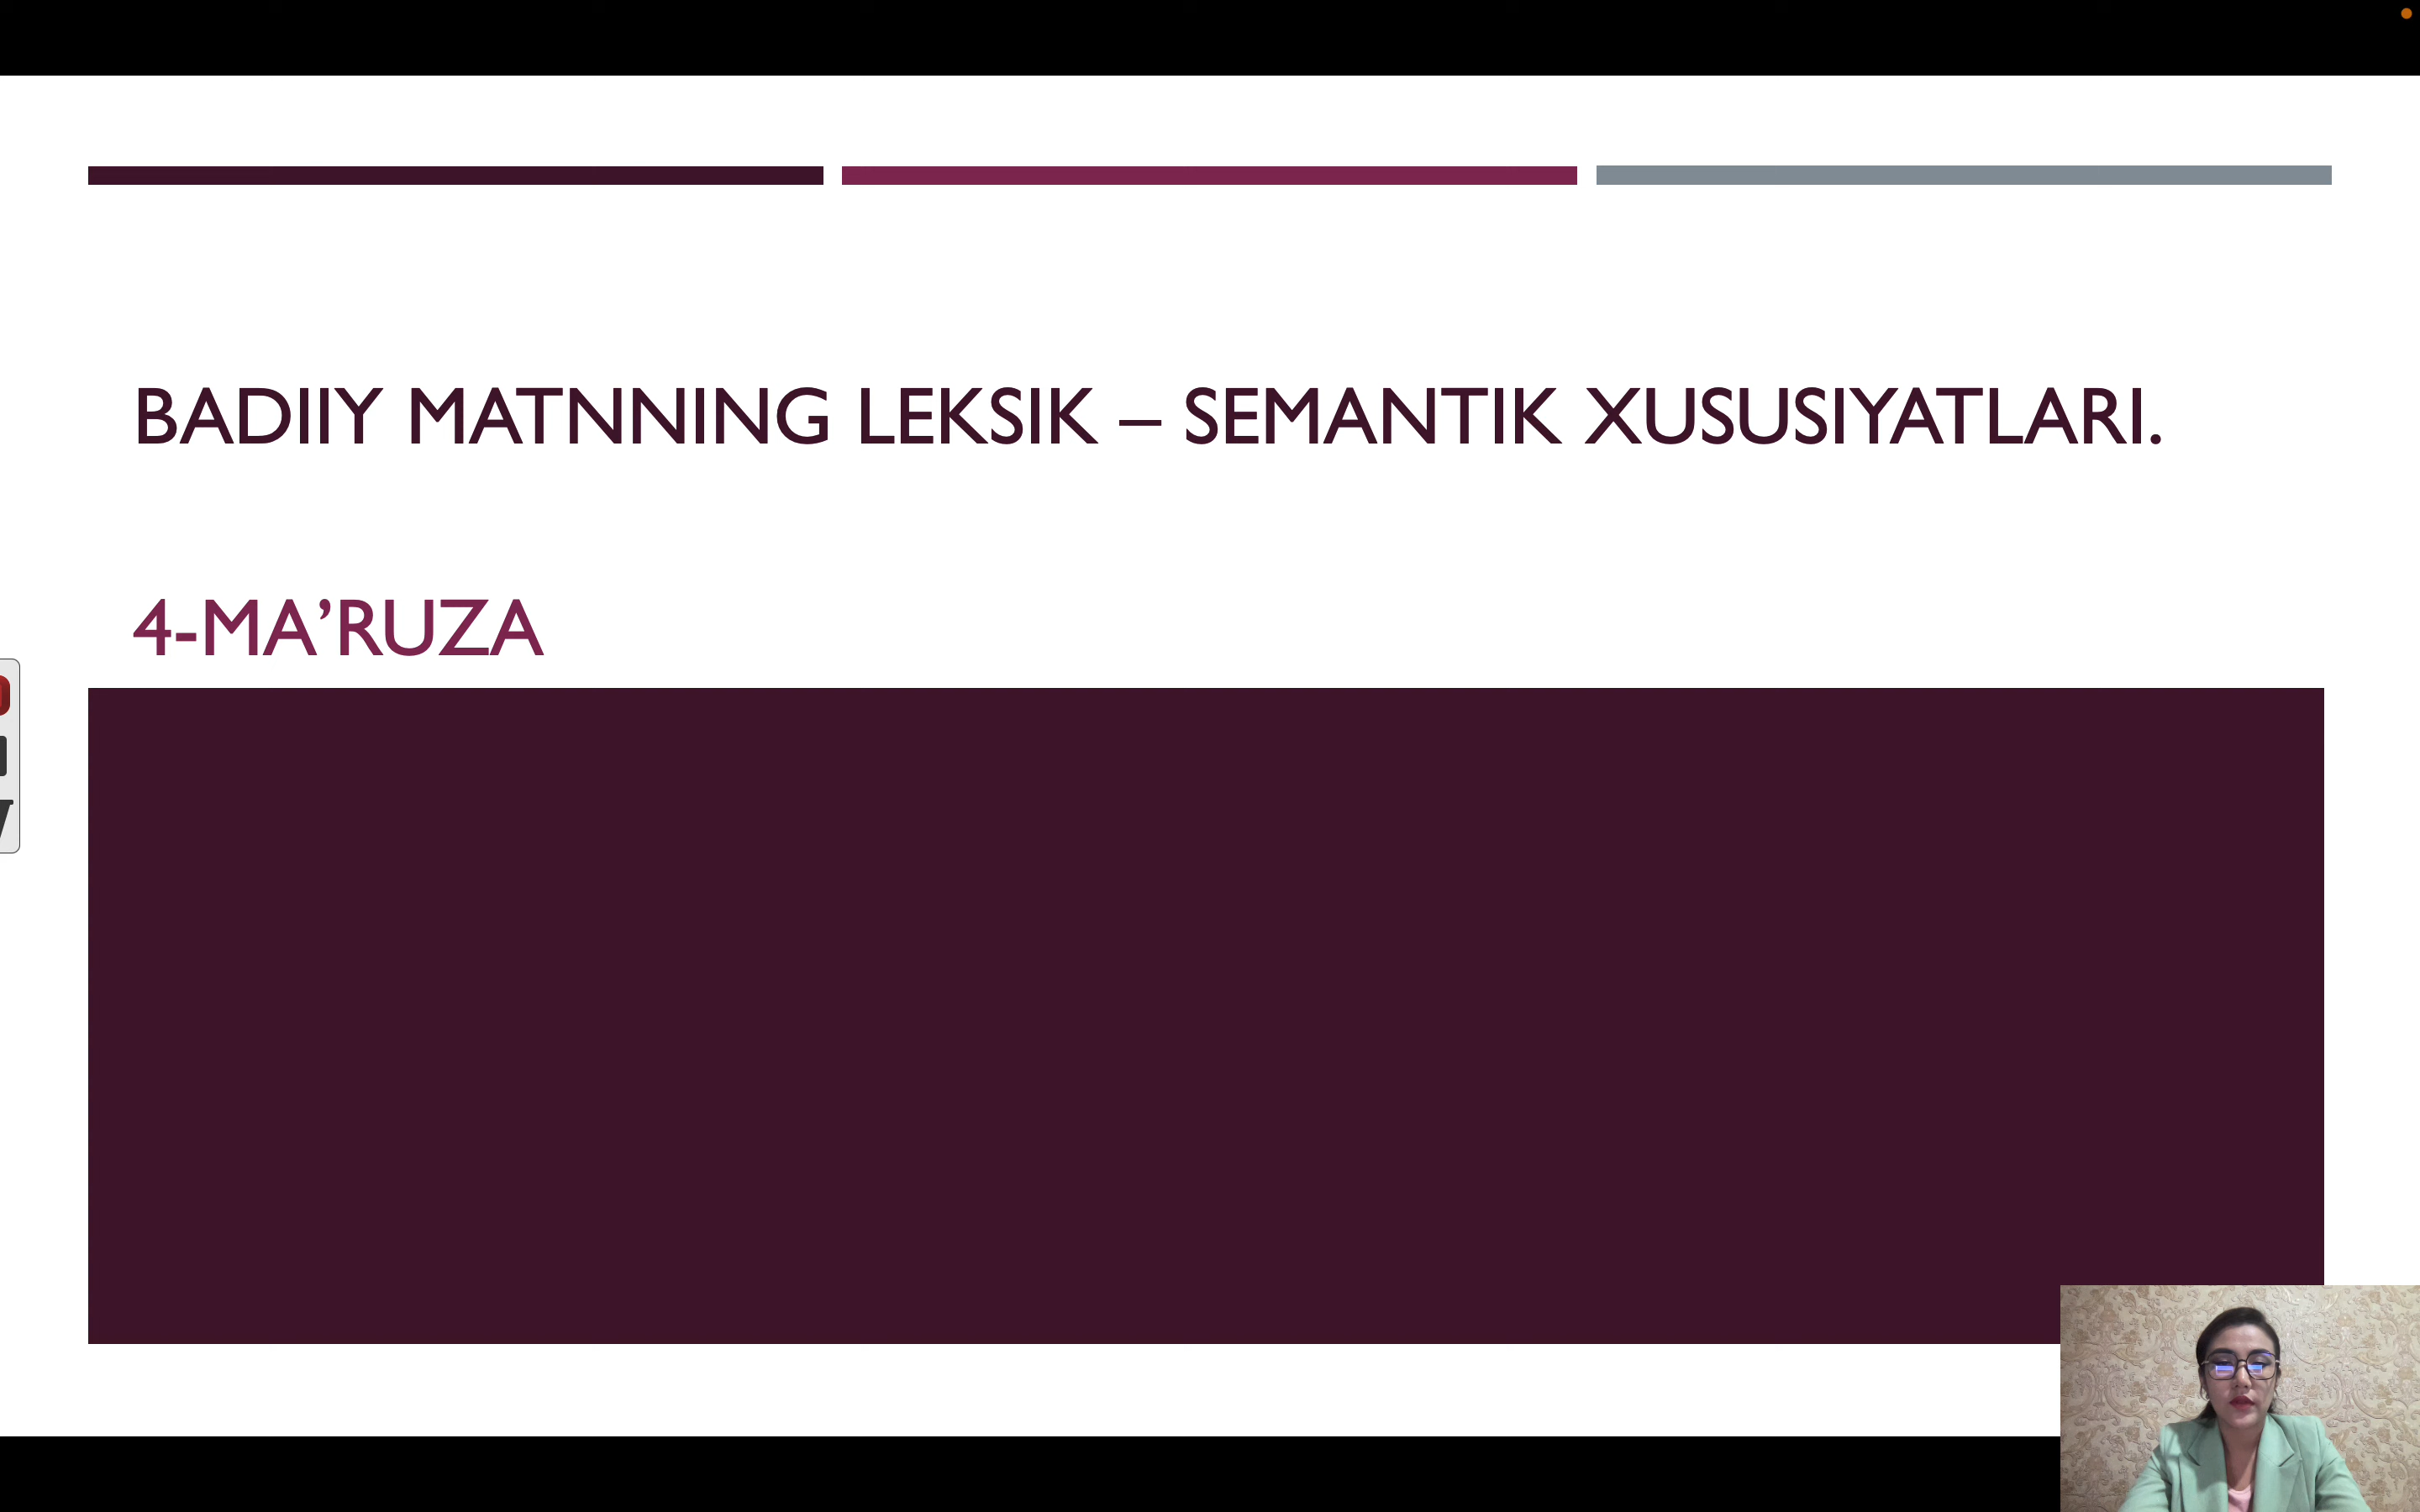 BADIIY MATNNING LEKSIK – SEMANTIK XUSUSIYATLARI.
4-MA’RUZA